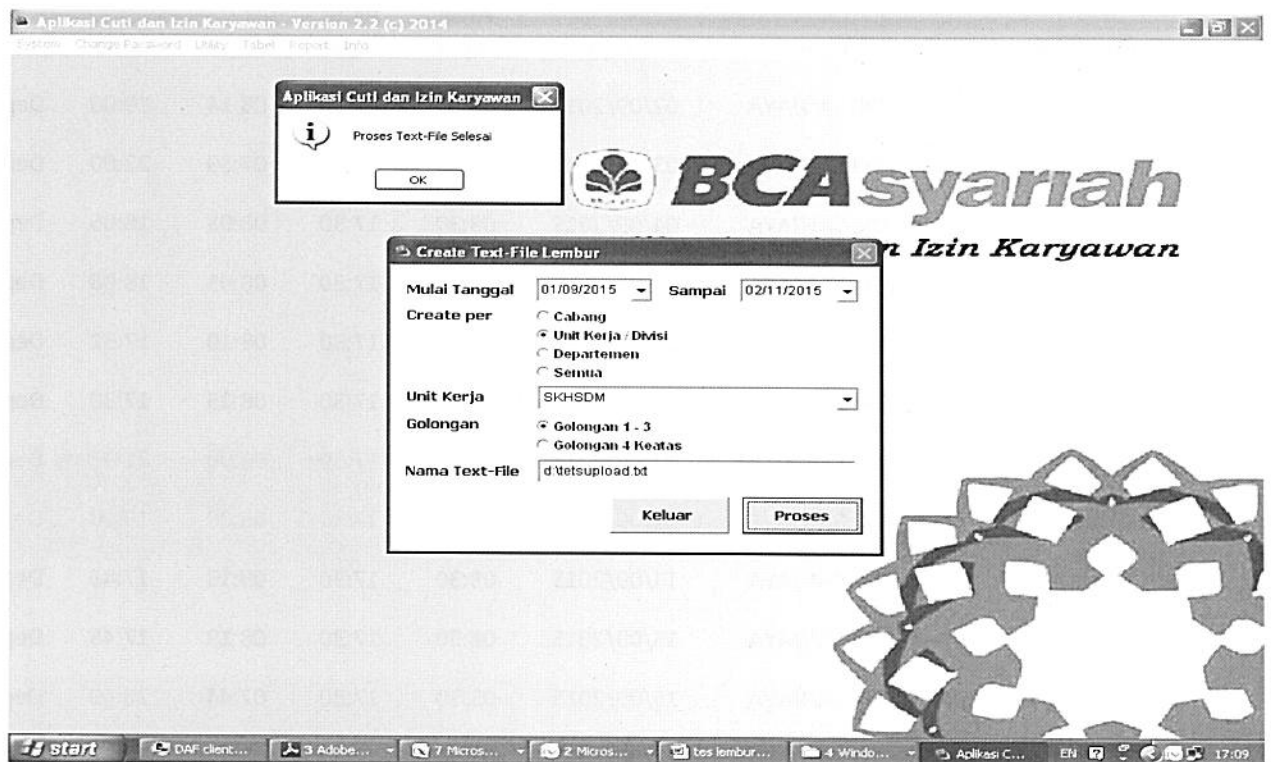 Aplikasi Cuti dan Izin Karyawan - Version 2.2 (c) 2014
System Change Password Utility Tabel Report Info
Aplikasi Cuti dan Izin Karyawan
Proses Text-File Selesai
OK
BCAsyariah
n Izin Karyawan
Create Text-File Lembur
Mulai Tanggal 01/09/2015 Sampai 02/11/2015
Create per Cabang
Unit Kerja / Divisi
Departemen
Semua
Unit Kerja SKHSDM
Golongan Golongan 1 - 3
Golongan 4 Keatas
Nama Text-File d:\tetsupload.txt
Keluar Proses
start DAF client... 3 Adobe... 7 Micros... 2 Micros... tes lembur... 4 Windo... Aplikasi C... EN 17:09